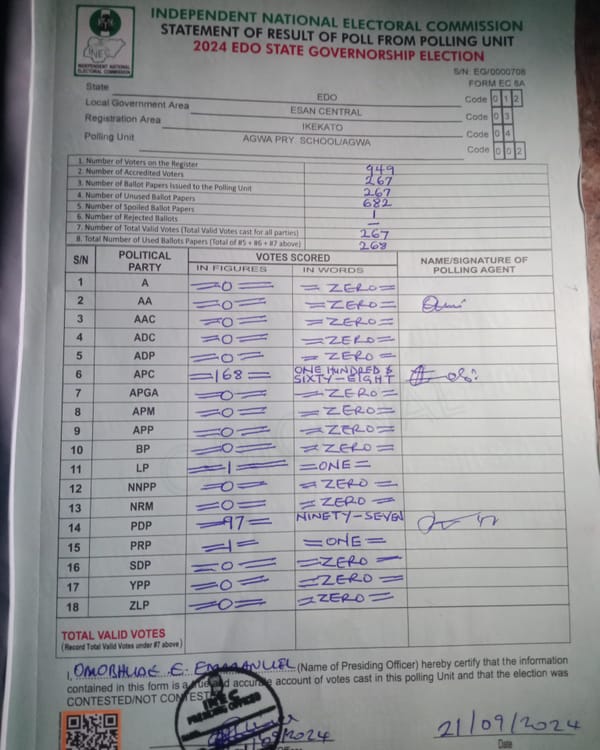 INDEPENDENT NATIONAL ELECTORAL COMMISSION
STATEMENT OF RESULT OF POLL FROM POLLING UNIT
2024 EDO STATE GOVERNORSHIP ELECTION
INEC
INDEPENDENT NATIONAL
ELECTORAL COMMISSION
S/N: EG/0000708
FORM EC 8A
State EDO Code 0 1 2
Local Government Area ESAN CENTRAL Code 0 3
Registration Area IKEKATO Code 0 4
Polling Unit AGWA PRY SCHOOL/AGWA Code 0 0 2
1. Number of Voters on the Register 949
2. Number of Accredited Voters 267
3. Number of Ballot Papers Issued to the Polling Unit 267
4. Number of Unused Ballot Papers 682
5. Number of Spoiled Ballot Papers 1
6. Number of Rejected Ballots –
7. Number of Total Valid Votes (Total Valid Votes cast for all parties) 267
8. Total Number of Used Ballots Papers (Total of #5 + #6 + #7 above) 268
S/N POLITICAL PARTY VOTES SCORED NAME/SIGNATURE OF POLLING AGENT
IN FIGURES IN WORDS
1 A =0= =ZERO=
2 AA =0= =ZERO=
3 AAC =0= =ZERO=
4 ADC =0= =ZERO=
5 ADP =0= =ZERO=
6 APC =168= ONE HUNDRED & SIXTY-EIGHT
7 APGA =0= =ZERO=
8 APM =0= =ZERO=
9 APP =0= =ZERO=
10 BP =0= =ZERO=
11 LP =1= =ONE=
12 NNPP =0= =ZERO=
13 NRM =0= =ZERO=
14 PDP =97= NINETY-SEVEN
15 PRP =1= =ONE=
16 SDP =0= =ZERO=
17 YPP =0= =ZERO=
18 ZLP =0= =ZERO=
TOTAL VALID VOTES
(Record Total Valid Votes under #7 above)
I, E. EMMANUEL (Name of Presiding Officer) hereby certify that the information
contained in this form is a true and accurate account of votes cast in this polling Unit and that the election was
CONTESTED/NOT CONTESTED
INEC
PRESIDING OFFICER
21/09/2024
Date